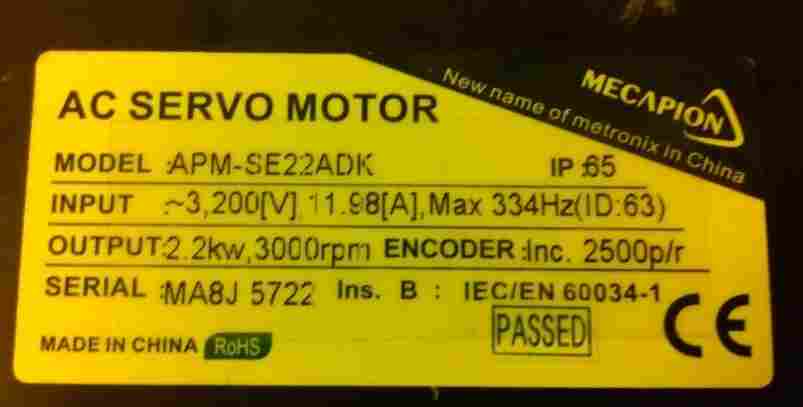 MECAPION
New name of metronix in China
AC SERVO MOTOR
MODEL :APM-SE22ADK IP :65
INPUT :~3,200[V],11.98[A],Max 334Hz(ID:63)
OUTPUT:2.2kw,3000rpm ENCODER:Inc. 2500p/r
SERIAL :MA8J 5722 Ins. B : IEC/EN 60034-1
PASSED CE
MADE IN CHINA RoHS